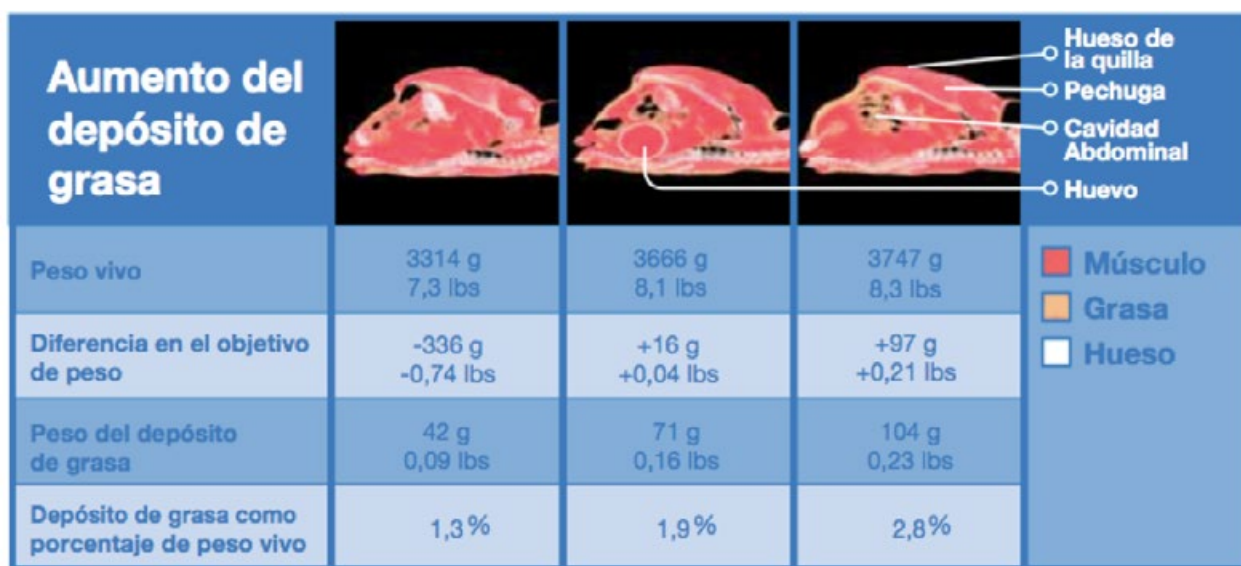 Aumento del
depósito de
grasa
Hueso de
la quilla
Pechuga
Cavidad
Abdominal
Huevo
Peso vivo
3314 g
7,3 lbs
3666 g
8,1 lbs
3747 g
8,3 lbs
Músculo
Grasa
Hueso
Diferencia en el objetivo
de peso
-336 g
-0,74 lbs
+16 g
+0,04 lbs
+97 g
+0,21 lbs
Peso del depósito
de grasa
42 g
0,09 lbs
71 g
0,16 lbs
104 g
0,23 lbs
Depósito de grasa como
porcentaje de peso vivo
1,3%
1,9%
2,8%